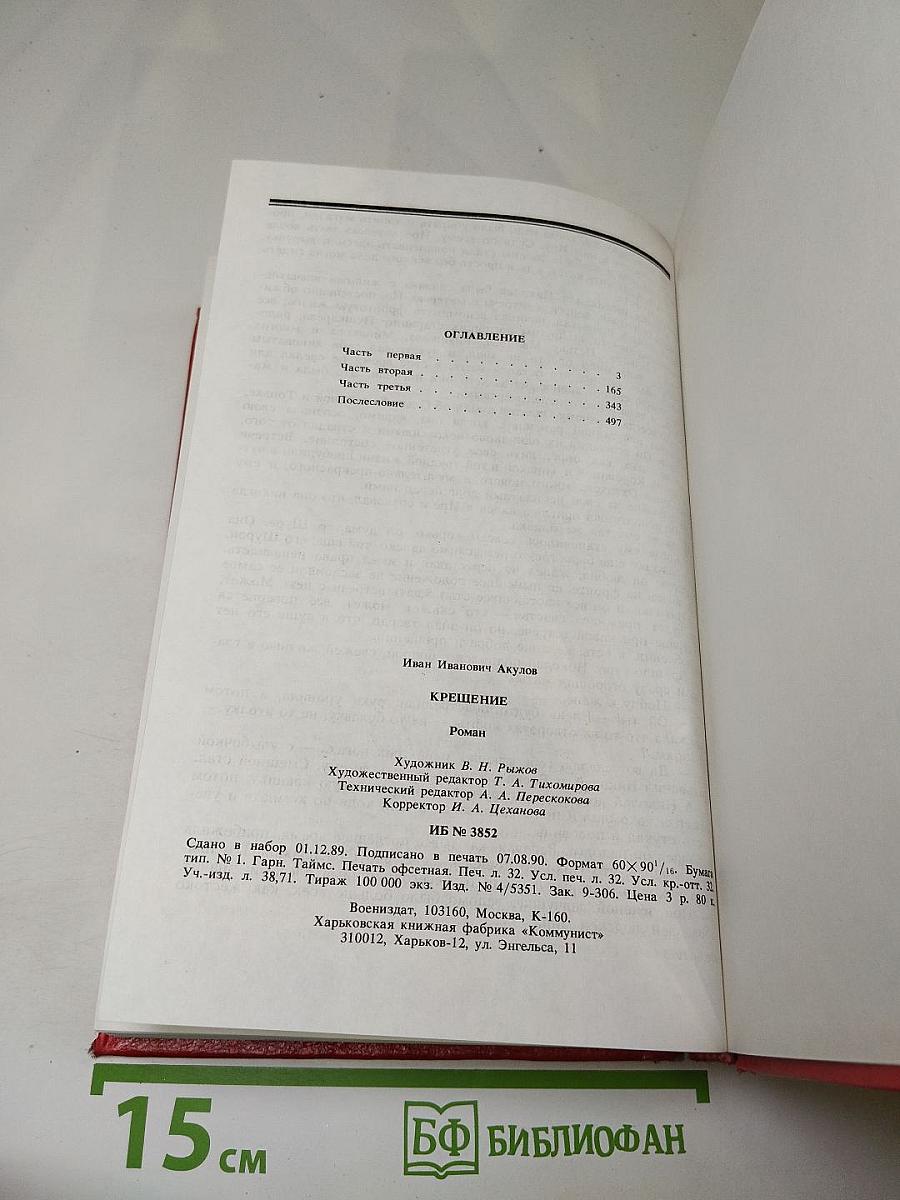 ОГЛАВЛЕНИЕ
Часть первая . . . . . . . . . . . . . 3
Часть вторая . . . . . . . . . . . . . 165
Часть третья . . . . . . . . . . . . . 343
Послесловие . . . . . . . . . . . . . 497
Иван Иванович Акулов
КРЕЩЕНИЕ
Роман
Художник В. Н. Рыжов
Художественный редактор Т. А. Тихомирова
Технический редактор А. А. Перескокова
Корректор И. А. Цеханова
ИБ № 3852
Сдано в набор 01.12.89. Подписано в печать 07.08.90. Формат 60×90¹/₁₆. Бумага
тип. № 1. Гарн. Таймс. Печать офсетная. Печ. л. 32. Усл. печ. л. 32. Усл. кр.-отт. 32.
Уч.-изд. л. 38,71. Тираж 100 000 экз. Изд. № 4/5351. Зак. 9-306. Цена 3 р. 80 к.
Воениздат, 103160, Москва, К-160.
Харьковская книжная фабрика «Коммунист»
310012, Харьков-12, ул. Энгельса, 11
15 см
БФ БИБЛИОФАН